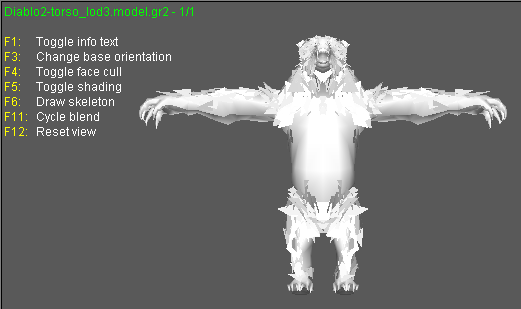 Diablo2-torso_lod3.model.gr2 - 1/1
F1: Toggle info text
F3: Change base orientation
F4: Toggle face cull
F5: Toggle shading
F6: Draw skeleton
F11: Cycle blend
F12: Reset view